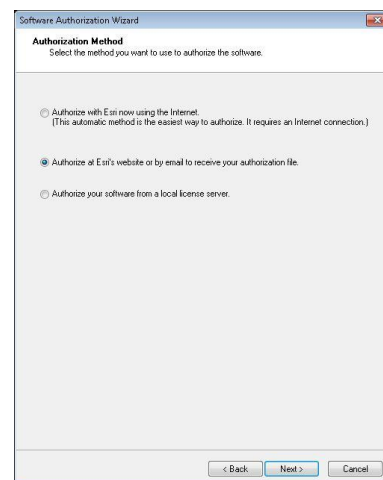 Software Authorization Wizard
Authorization Method
Select the method you want to use to authorize the software.
Authorize with Esri now using the Internet.
(This automatic method is the easiest way to authorize. It requires an Internet connection.)
Authorize at Esri's website or by email to receive your authorization file.
Authorize your software from a local license server.
< Back Next > Cancel